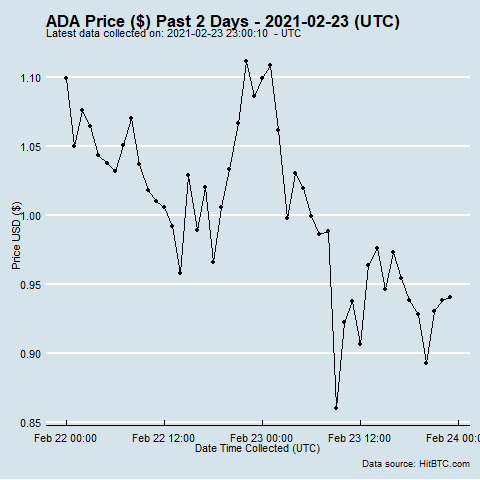 ADA Price ($) Past 2 Days - 2021-02-23 (UTC)
Latest data collected on: 2021-02-23 23:00:10 - UTC
1.10
1.05
1.00
0.95
0.90
0.85
Price USD ($)
Feb 22 00:00 Feb 22 12:00 Feb 23 00:00 Feb 23 12:00 Feb 24 00:0
Date Time Collected (UTC)
Data source: HitBTC.com